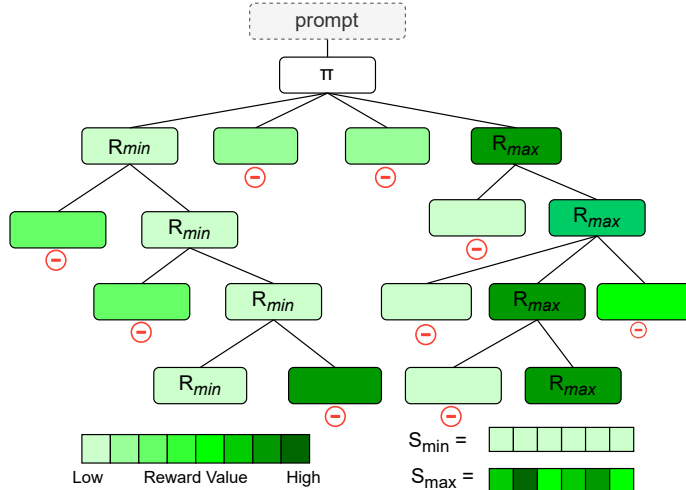 prompt
π
Rmin
Rmax
Rmin
Rmax
Rmin
Rmax
Rmin
Rmax
Smin =
Low Reward Value High
Smax =